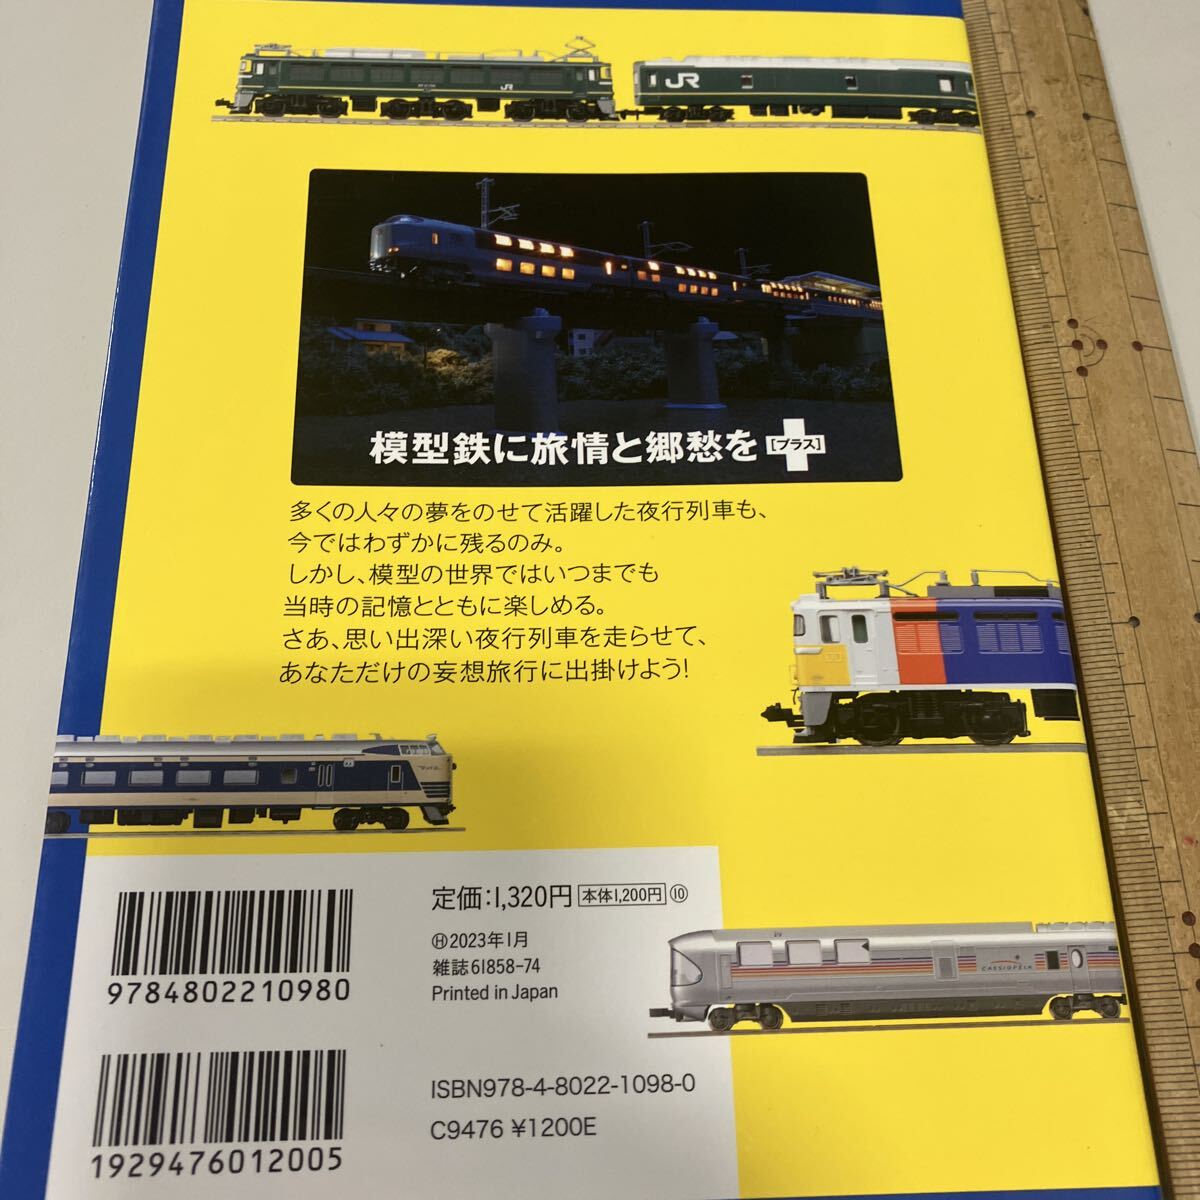 JR
JR
模型鉄に旅情と郷愁を[プラス]
多くの人々の夢をのせて活躍した夜行列車も、
今ではわずかに残るのみ。
しかし、模型の世界ではいつまでも
当時の記憶とともに楽しめる。
さあ、思い出深い夜行列車を走らせて、
あなただけの妄想旅行に出掛けよう!
定価:1,320円 本体1,200円 ⑩
Ⓗ2023年1月
雑誌61858-74
Printed in Japan
9784802210980
CASSIOPEIA
ISBN978-4-8022-1098-0
C9476 ¥1200E
1929476012005